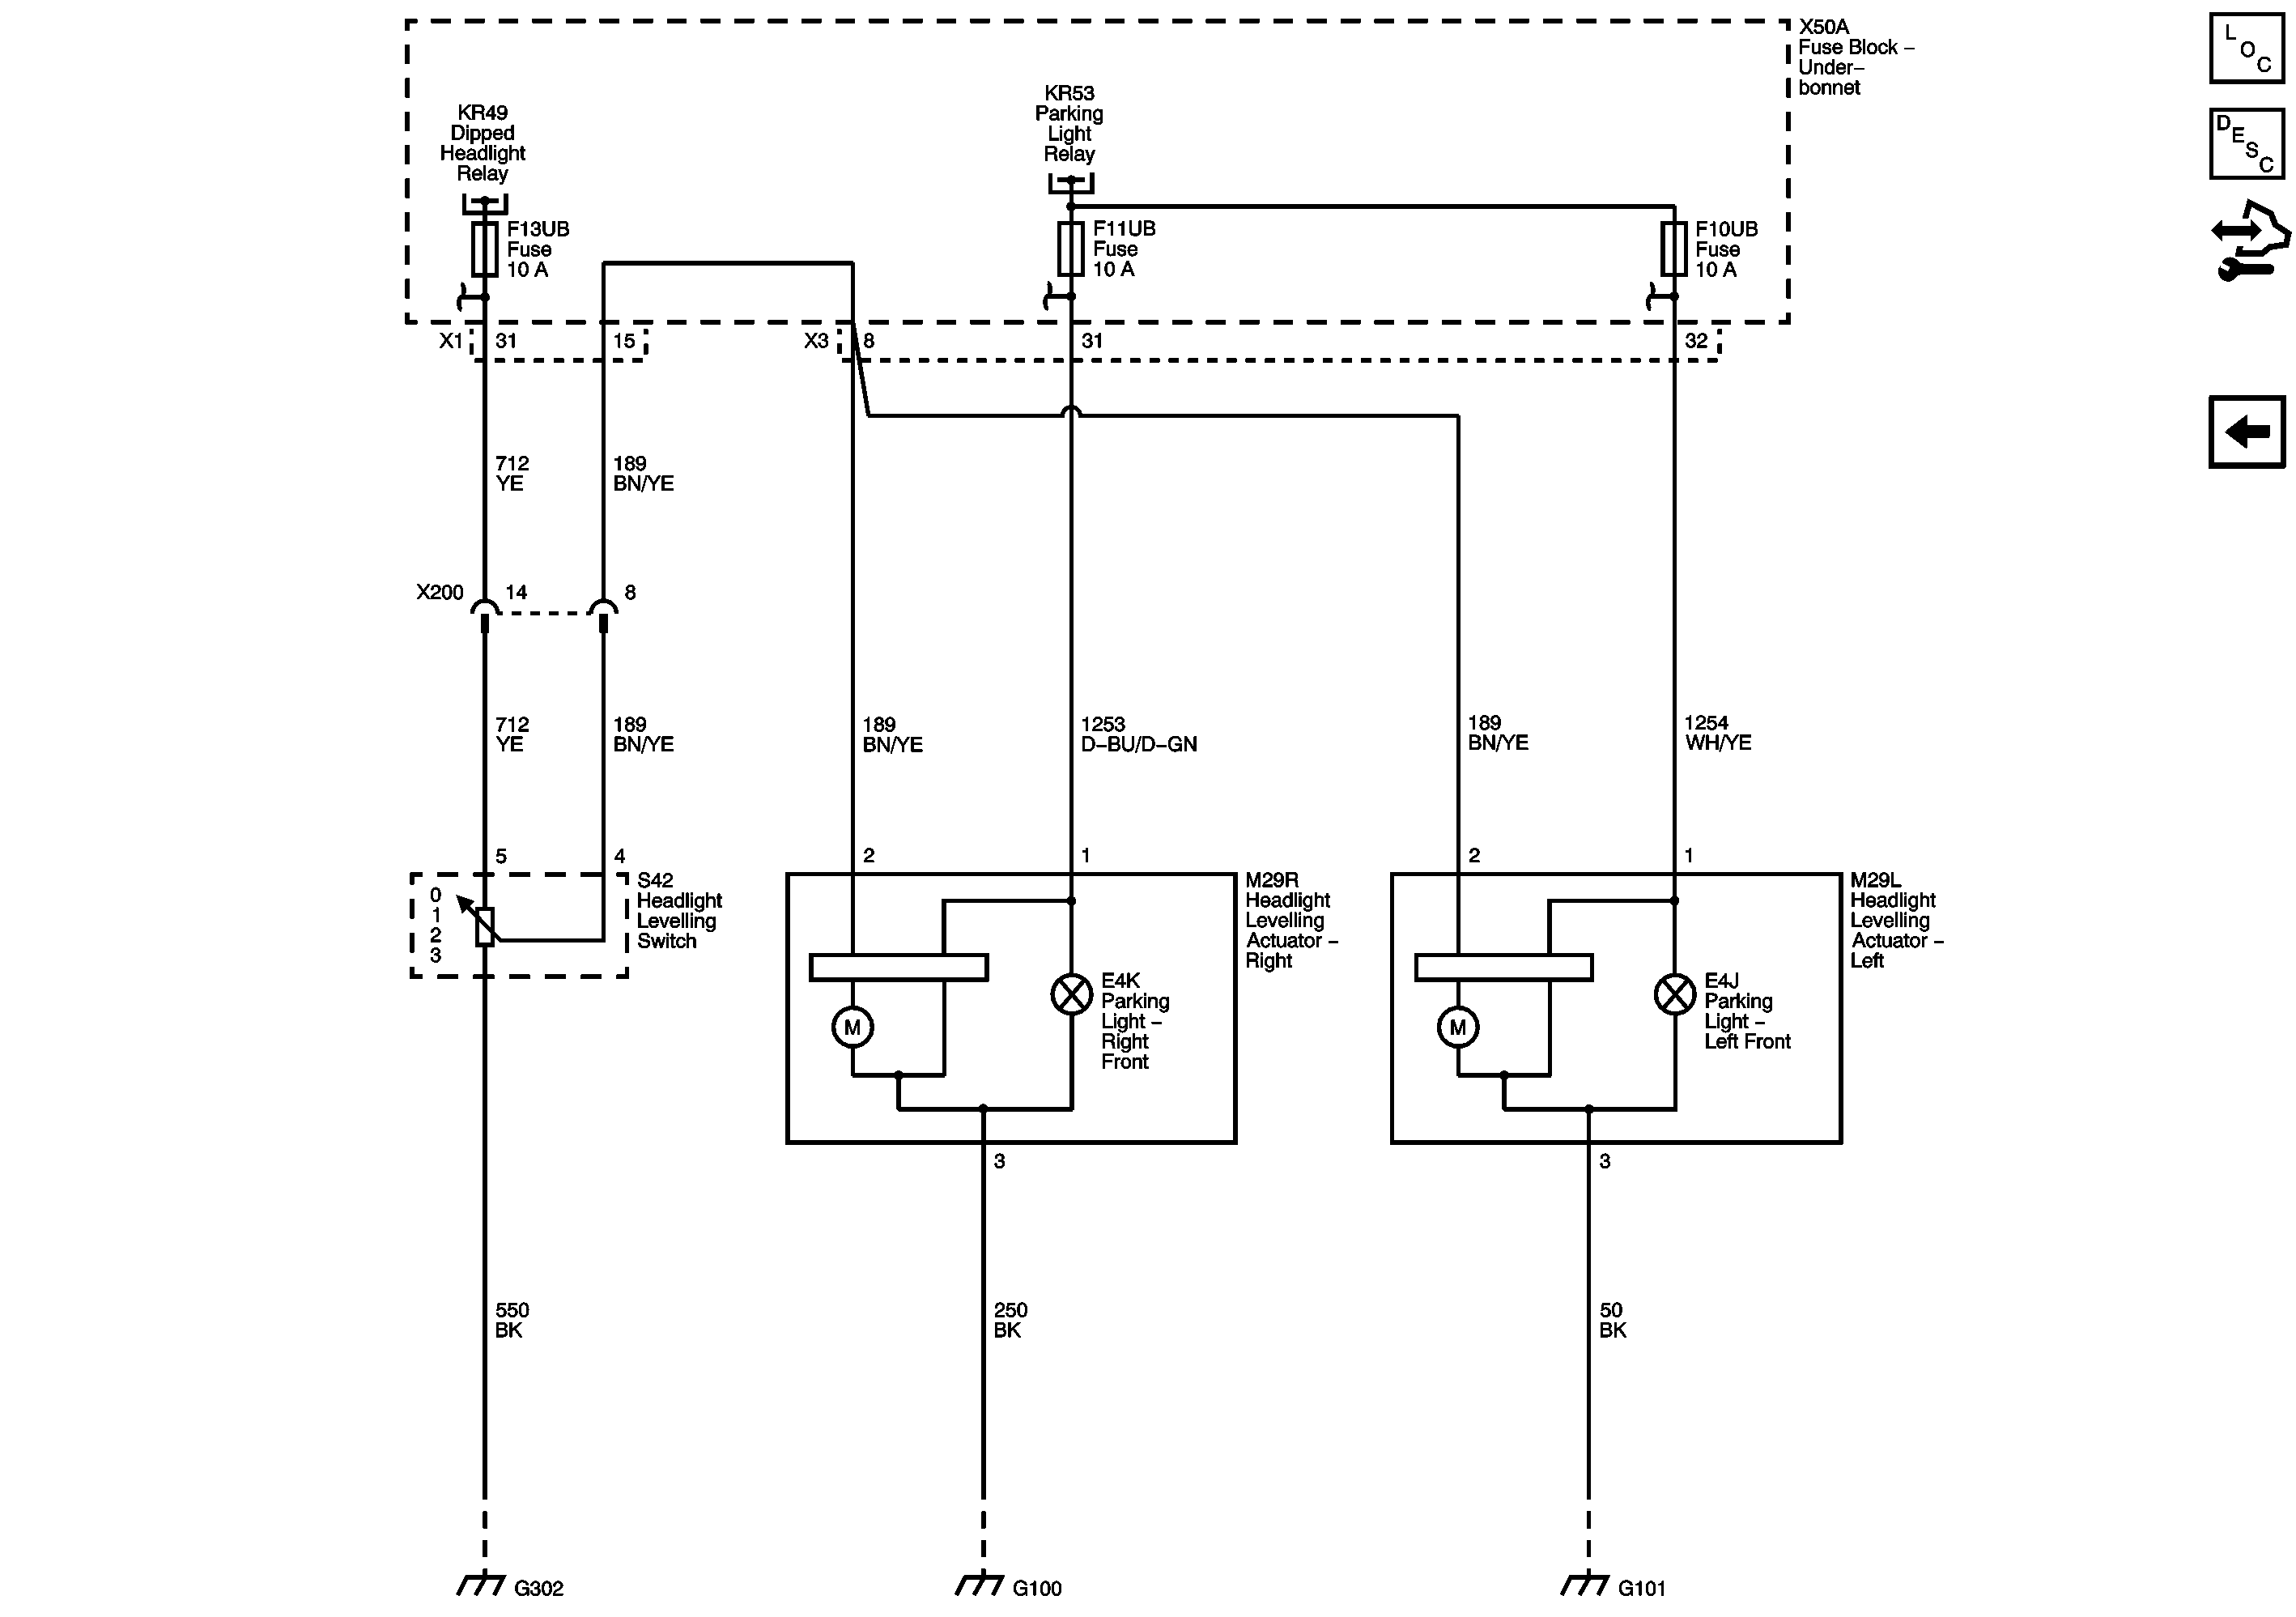 X50A
Fuse Block –
Under–
bonnet
L
O
C
D
E
S
C
KR49
Dipped
Headlight
Relay
KR53
Parking
Light
Relay
F13UB
Fuse
10 A
F11UB
Fuse
10 A
F10UB
Fuse
10 A
X1 31 15 X3 8 31 32
712
YE
189
BN/YE
X200 14 8
712
YE
189
BN/YE
189
BN/YE
1253
D–BU/D–GN
189
BN/YE
1254
WH/YE
5 4 2 1 2 1
0
1
2
3
S42
Headlight
Levelling
Switch
M29R
Headlight
Levelling
Actuator –
Right
M29L
Headlight
Levelling
Actuator –
Left
M
E4K
Parking
Light –
Right
Front
M
E4J
Parking
Light –
Left Front
3 3
550
BK
250
BK
50
BK
G302 G100 G101